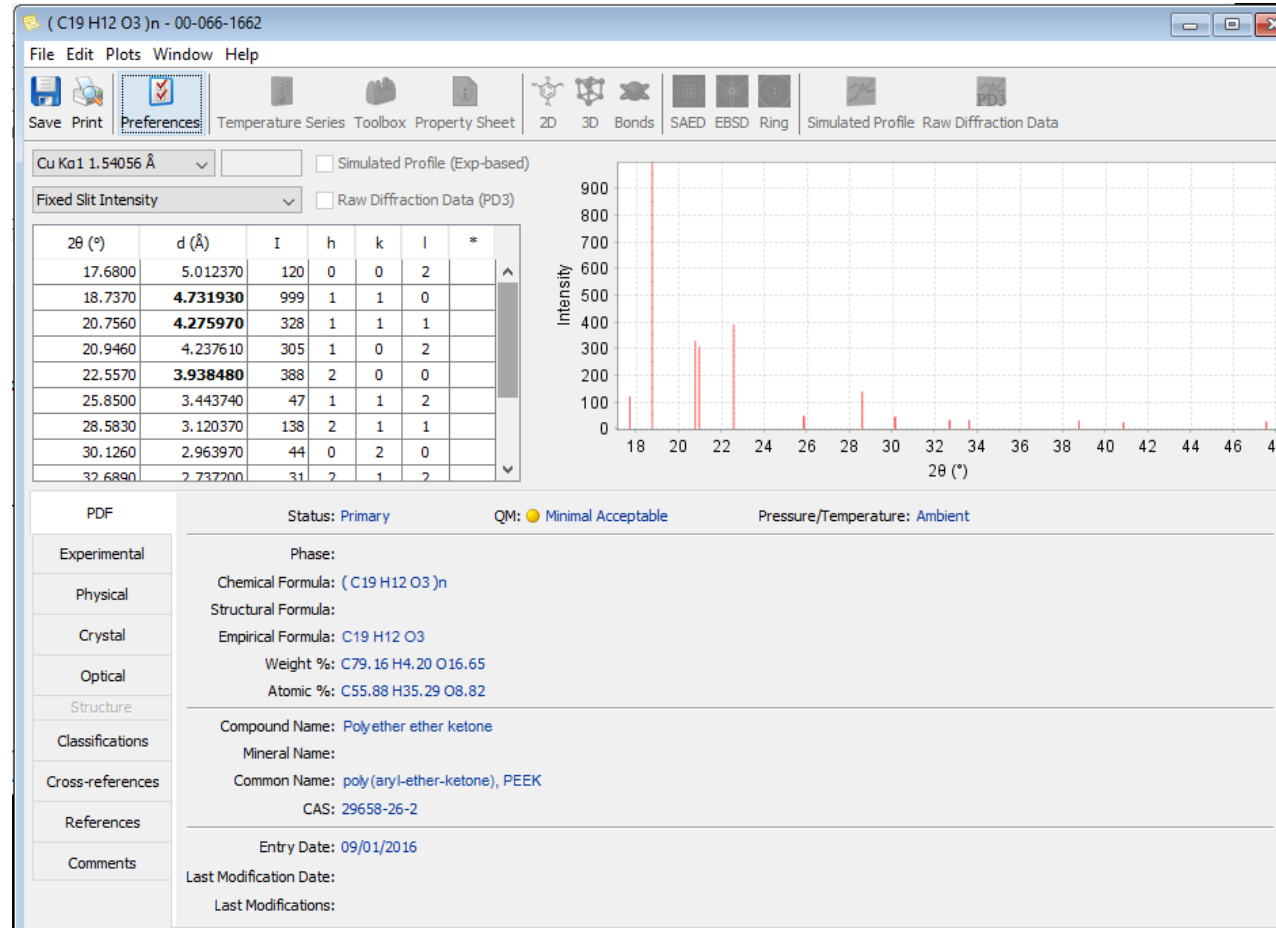 ( C19 H12 O3 )n - 00-066-1662
File Edit Plots Window Help
Save Print Preferences Temperature Series Toolbox Property Sheet 2D 3D Bonds SAED EBSD Ring Simulated Profile Raw Diffraction Data
PD3
Cu Kα1 1.54056 Å
Simulated Profile (Exp-based)
Fixed Slit Intensity
Raw Diffraction Data (PD3)
2θ (°) d (Å) I h k l *
17.6800 5.012370 120 0 0 2
18.7370 4.731930 999 1 1 0
20.7560 4.275970 328 1 1 1
20.9460 4.237610 305 1 0 2
22.5570 3.938480 388 2 0 0
25.8500 3.443740 47 1 1 2
28.5830 3.120370 138 2 1 1
30.1260 2.963970 44 0 2 0
32.6890 2.737200 31 2 1 2
Intensity
900
800
700
600
500
400
300
200
100
0
18 20 22 24 26 28 30 32 34 36 38 40 42 44 46 4
2θ (°)
PDF
Experimental
Physical
Crystal
Optical
Structure
Classifications
Cross-references
References
Comments
Status: Primary QM: Minimal Acceptable Pressure/Temperature: Ambient
Phase:
Chemical Formula: ( C19 H12 O3 )n
Structural Formula:
Empirical Formula: C19 H12 O3
Weight %: C79.16 H4.20 O16.65
Atomic %: C55.88 H35.29 O8.82
Compound Name: Polyether ether ketone
Mineral Name:
Common Name: poly(aryl-ether-ketone), PEEK
CAS: 29658-26-2
Entry Date: 09/01/2016
Last Modification Date:
Last Modifications: